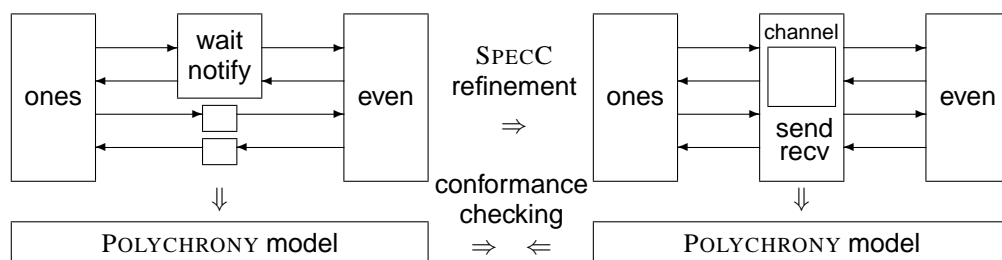 ones
wait
notify
even
SPECC
refinement
⇒
ones
channel
send
recv
even
⇓
conformance
checking
⇓
POLYCHRONY model
⇒ ⇐
POLYCHRONY model